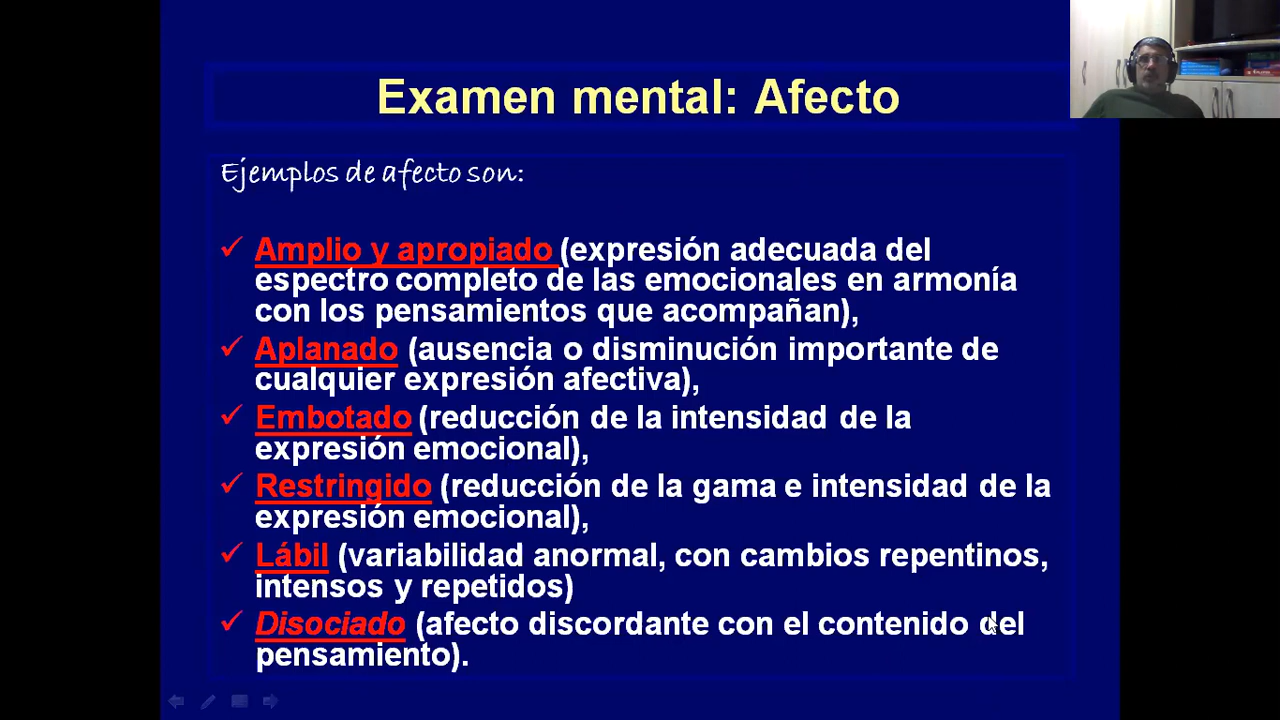 Examen mental: Afecto
Ejemplos de afecto son:
✓ Amplio y apropiado (expresión adecuada del
espectro completo de las emocionales en armonía
con los pensamientos que acompañan),
✓ Aplanado (ausencia o disminución importante de
cualquier expresión afectiva),
✓ Embotado (reducción de la intensidad de la
expresión emocional),
✓ Restringido (reducción de la gama e intensidad de la
expresión emocional),
✓ Lábil (variabilidad anormal, con cambios repentinos,
intensos y repetidos)
✓ Disociado (afecto discordante con el contenido del
pensamiento).